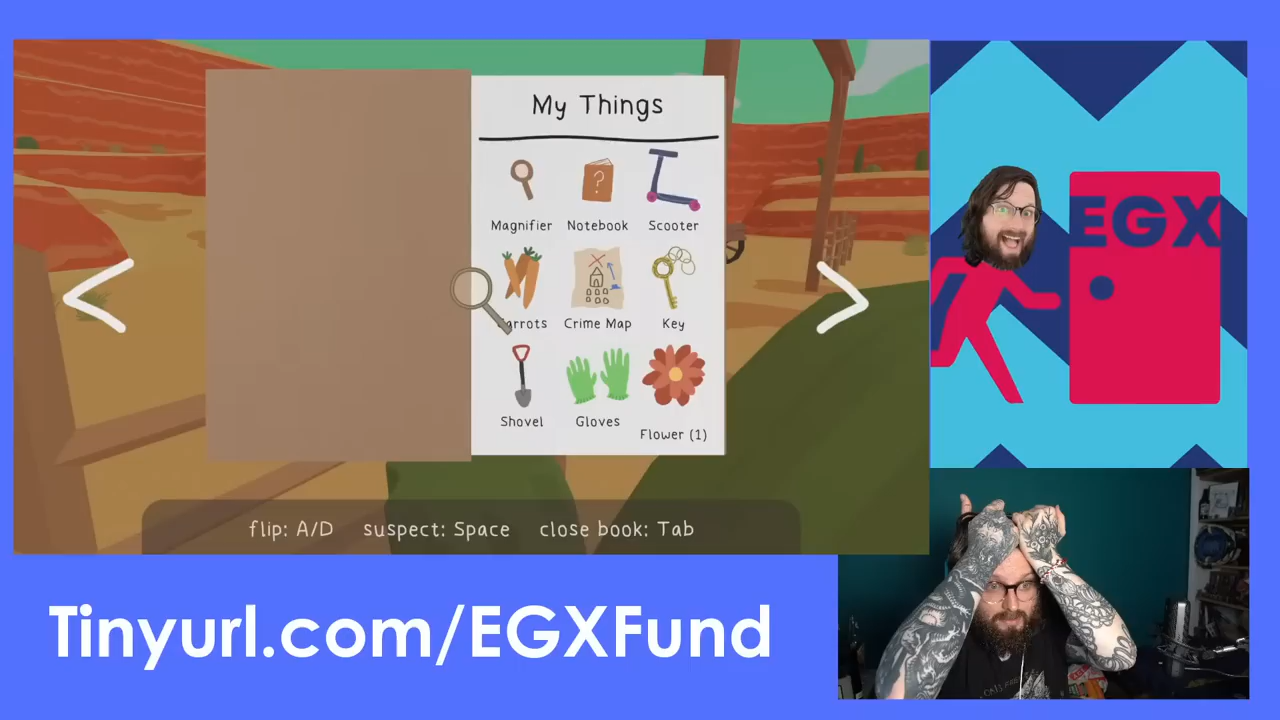 My Things
Magnifier Notebook Scooter
Carrots Crime Map Key
Shovel Gloves Flower (1)
flip: A/D suspect: Space close book: Tab
EGX
Tinyurl.com/EGXFund